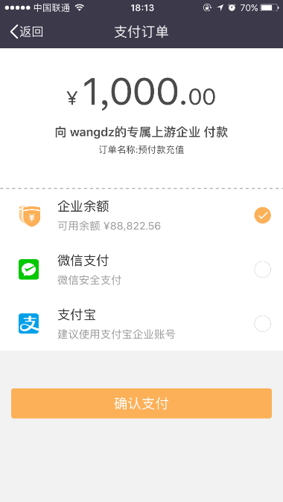 中国联通 18:13 70%
返回 支付订单
¥1,000.00
向 wangdz的专属上游企业 付款
订单名称:预付款充值
企业余额
可用余额 ¥88,822.56
微信支付
微信安全支付
支付宝
建议使用支付宝企业账号
确认支付